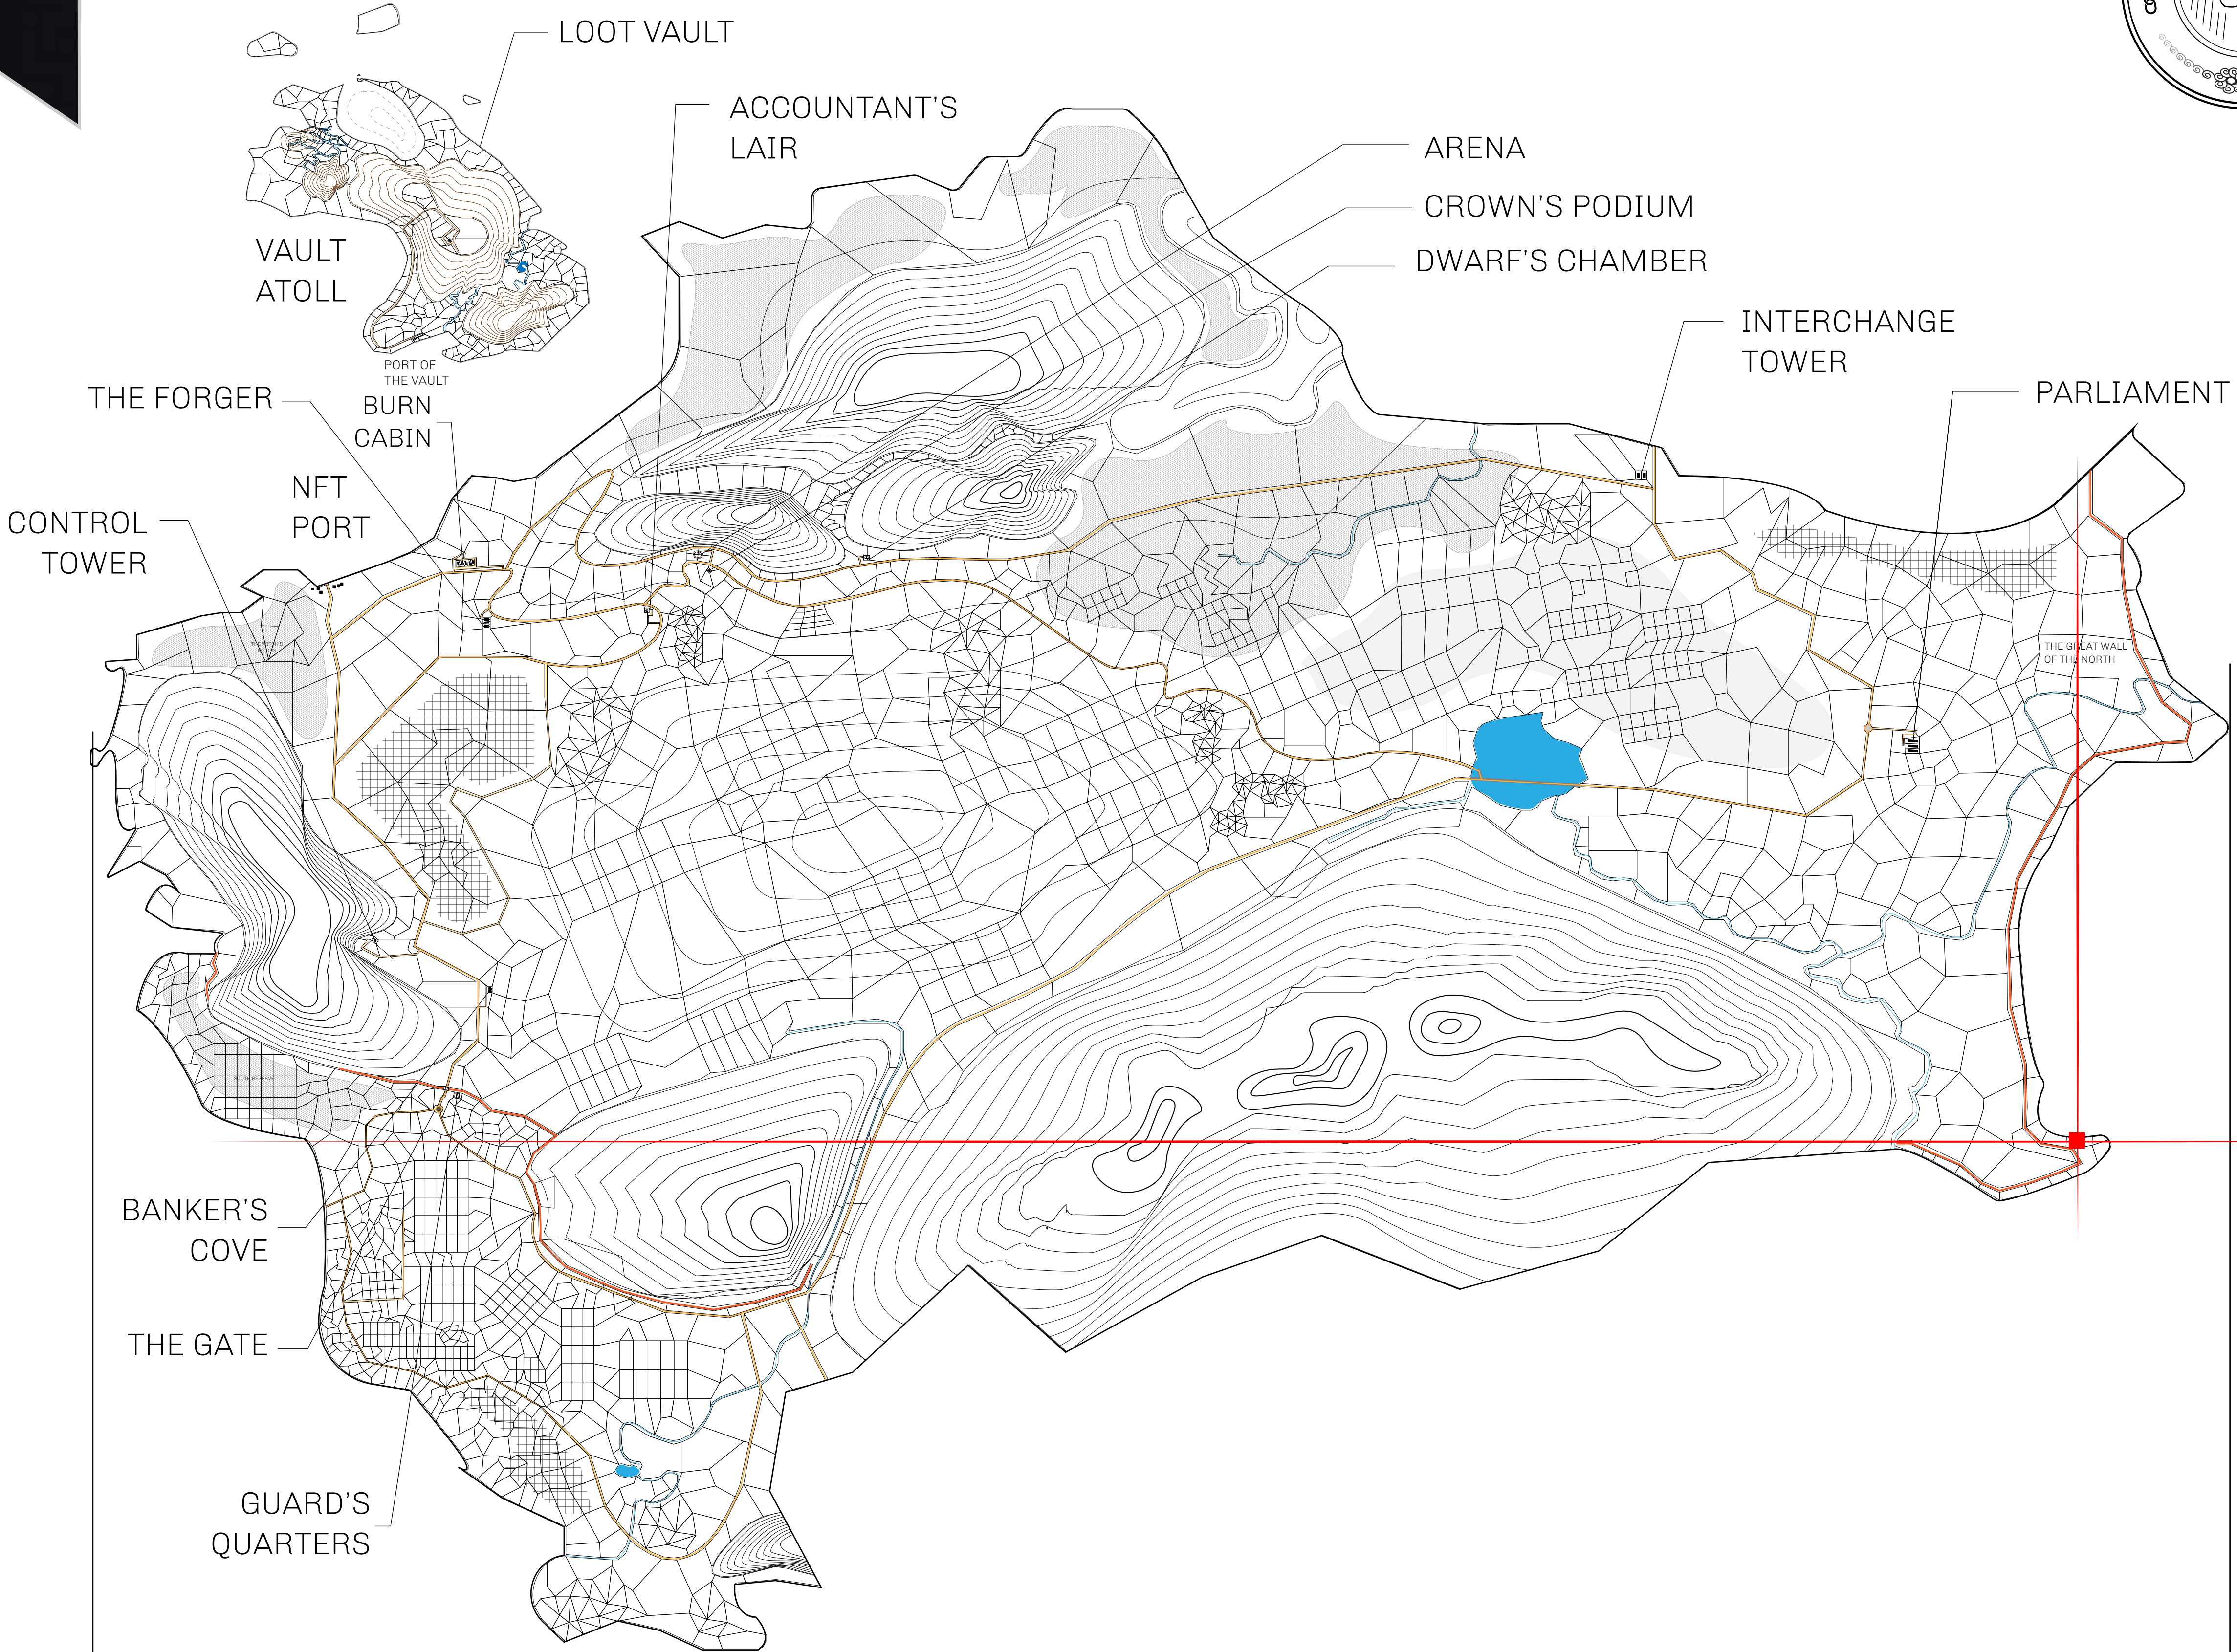 LOOT VAULT
ACCOUNTANT'S
LAIR
ARENA
CROWN'S PODIUM
DWARF'S CHAMBER
VAULT
ATOLL
INTERCHANGE
TOWER
PORT OF
THE VAULT
THE FORGER
BURN
CABIN
PARLIAMENT
NFT
PORT
CONTROL
TOWER
THE GREAT WALL
OF THE NORTH
SOUTH RESERVE
BANKER'S
COVE
THE GATE
GUARD'S
QUARTERS